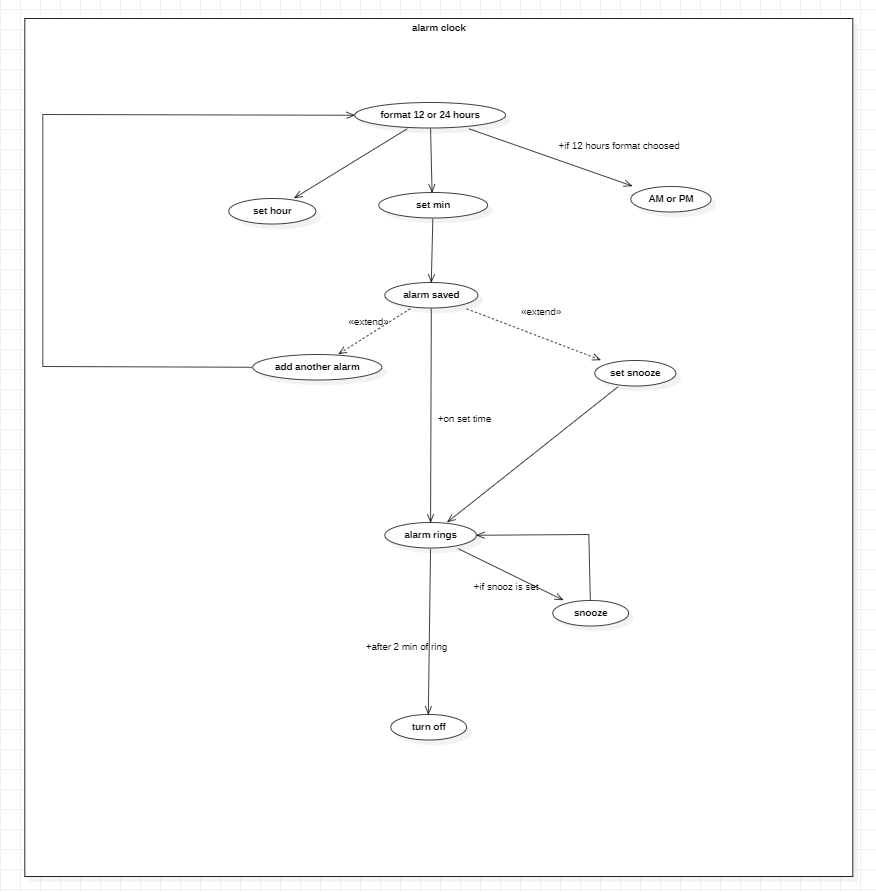 alarm clock
format 12 or 24 hours
+if 12 hours format choosed
set hour
set min
AM or PM
alarm saved
«extend»
«extend»
add another alarm
set snooze
+on set time
alarm rings
+if snooz is set
snooze
+after 2 min of ring
turn off